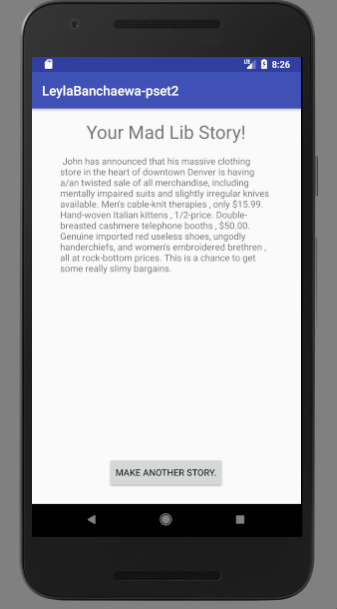 LTE 8:26
LeylaBanchaewa-pset2
Your Mad Lib Story!
John has announced that his massive clothing
store in the heart of downtown Denver is having
a/an twisted sale of all merchandise, including
mentally impaired suits and slightly irregular knives
available. Men's cable-knit therapies , only $15.99.
Hand-woven Italian kittens , 1/2-price. Double-
breasted cashmere telephone booths , $50.00.
Genuine imported red useless shoes, ungodly
handerchiefs, and women's embroidered brethren ,
all at rock-bottom prices. This is a chance to get
some really slimy bargains.
MAKE ANOTHER STORY.